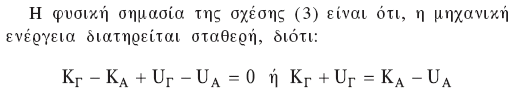 Η φυσική σημασία της σχέσης (3) είναι ότι, η μηχανική
ενέργεια διατηρείται σταθερή, διότι:
K_Γ − K_A + U_Γ − U_A = 0 ή K_Γ + U_Γ = K_A − U_A